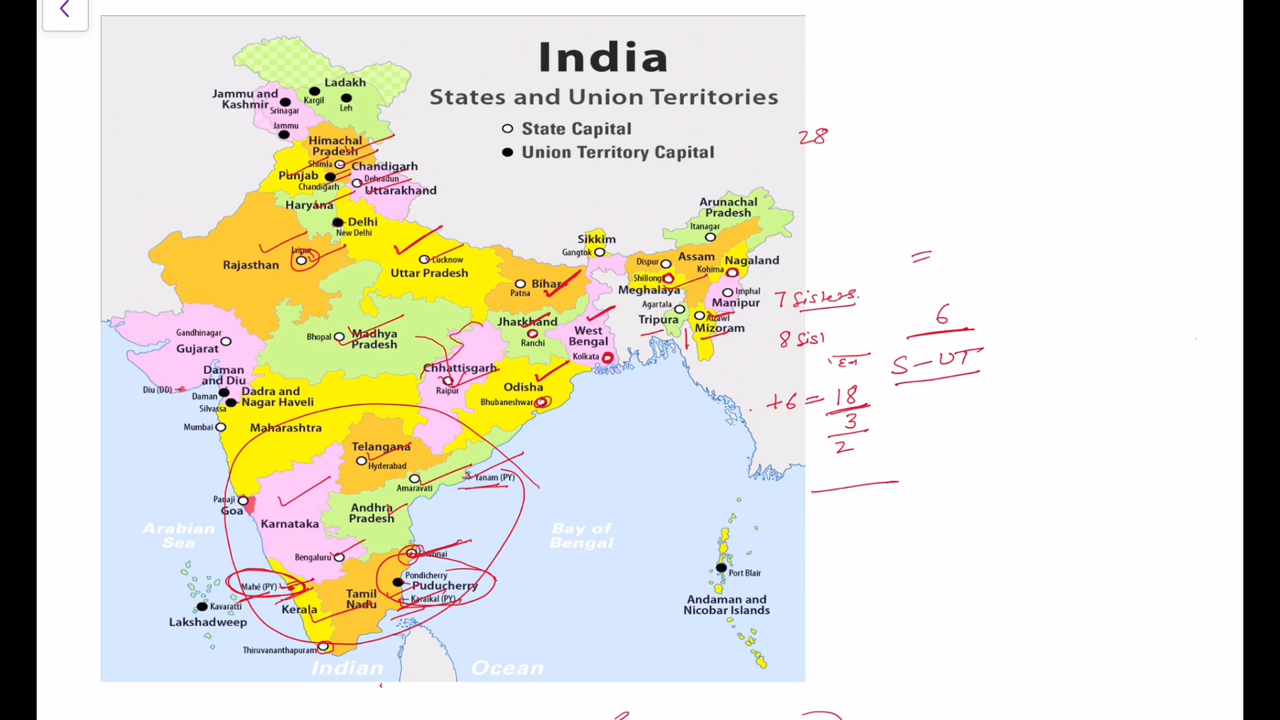 India
States and Union Territories
State Capital
Union Territory Capital
28
Ladakh
Kargil
Leh
Jammu and
Kashmir
Srinagar
Jammu
Himachal
Pradesh
Shimla
Punjab
Chandigarh
Chandigarh
Dehradun
Uttarakhand
Haryana
Delhi
New Delhi
Arunachal
Pradesh
Itanagar
Rajasthan
Jaipur
Lucknow
Uttar Pradesh
Sikkim
Gangtok
Dispur
Assam
Nagaland
Kohima
Shillong
Meghalaya
Imphal
Manipur
Agartala
Tripura
Aizawl
Mizoram
Bihar
Patna
Jharkhand
Ranchi
West
Bengal
Kolkata
=
7 Sisters.
8 Sist
6
S - UT
+6 = 18
3
2
Gandhinagar
Gujarat
Bhopal
Madhya
Pradesh
Chhattisgarh
Raipur
Odisha
Bhubaneshwar
Daman
and Diu
Diu (DD)
Daman
Silvassa
Dadra and
Nagar Haveli
Mumbai
Maharashtra
Telangana
Hyderabad
Amaravati
Yanam (PY)
Panaji
Goa
Karnataka
Andhra
Pradesh
Arabian
Sea
Bay of
Bengal
Bengaluru
Pondicherry
Puducherry
Karaikal (PY)
Mahé (PY)
Kerala
Tamil
Nadu
Kavaratti
Lakshadweep
Thiruvananthapuram
Port Blair
Andaman and
Nicobar Islands
Indian Ocean